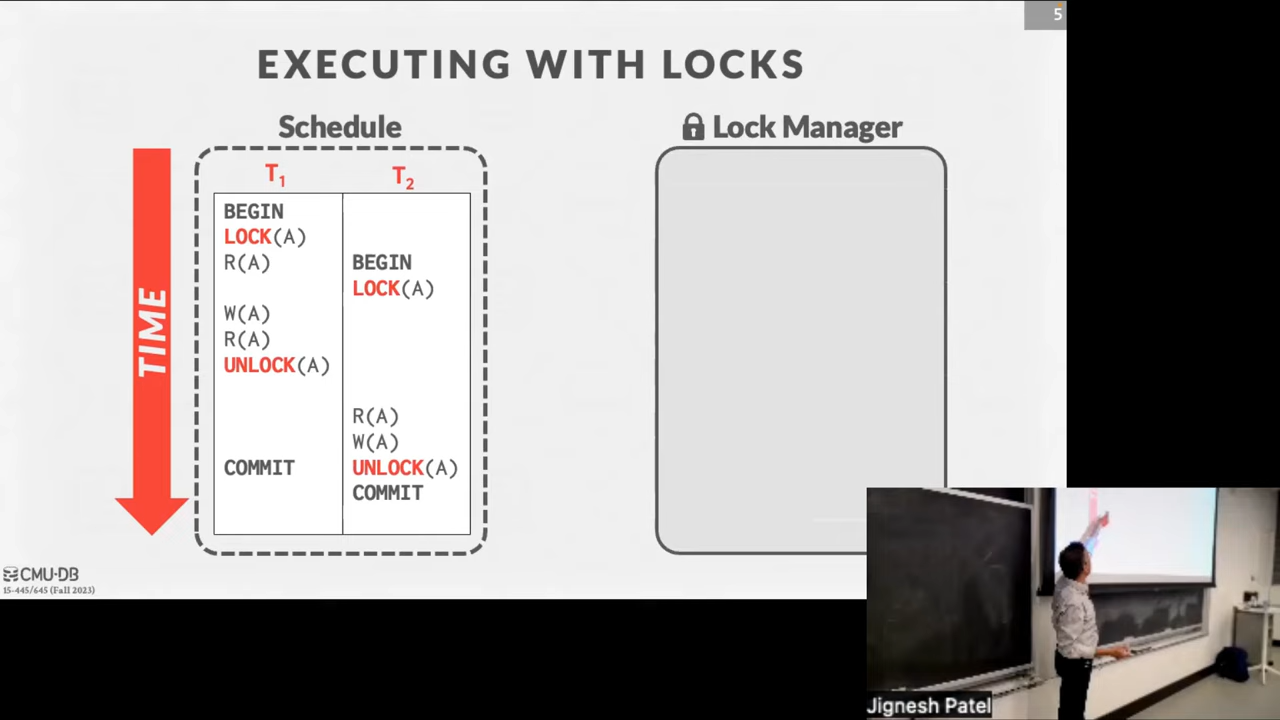 5
EXECUTING WITH LOCKS
Schedule
Lock Manager
TIME
T1
T2
BEGIN
LOCK(A)
R(A)
BEGIN
LOCK(A)
W(A)
R(A)
UNLOCK(A)
R(A)
W(A)
COMMIT
UNLOCK(A)
COMMIT
CMU·DB
15-445/645 (Fall 2023)
Jignesh Patel